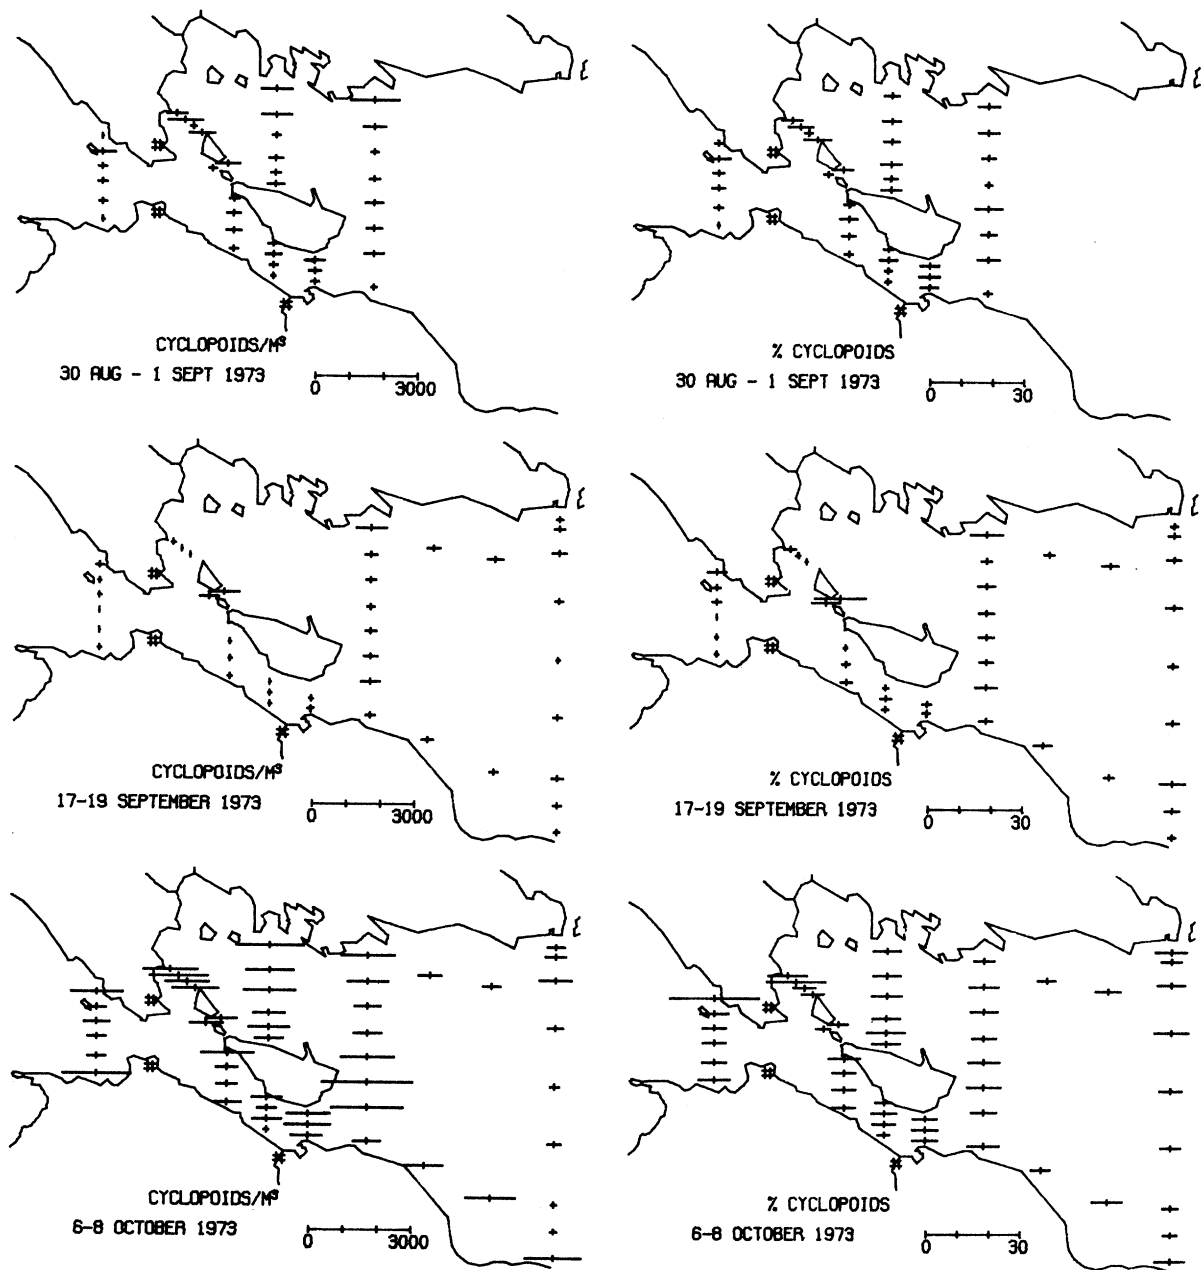 CYCLOPOIDS/M³
30 AUG - 1 SEPT 1973
0 3000
% CYCLOPOIDS
30 AUG - 1 SEPT 1973
0 30
CYCLOPOIDS/M³
17-19 SEPTEMBER 1973
0 3000
% CYCLOPOIDS
17-19 SEPTEMBER 1973
0 30
CYCLOPOIDS/M³
6-8 OCTOBER 1973
0 3000
% CYCLOPOIDS
6-8 OCTOBER 1973
0 30